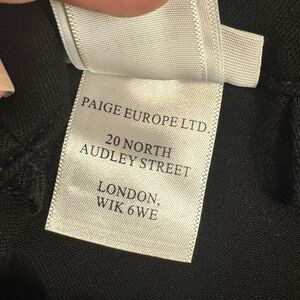 PAIGE EUROPE LTD.
20 NORTH
AUDLEY STREET
LONDON,
WIK 6WE